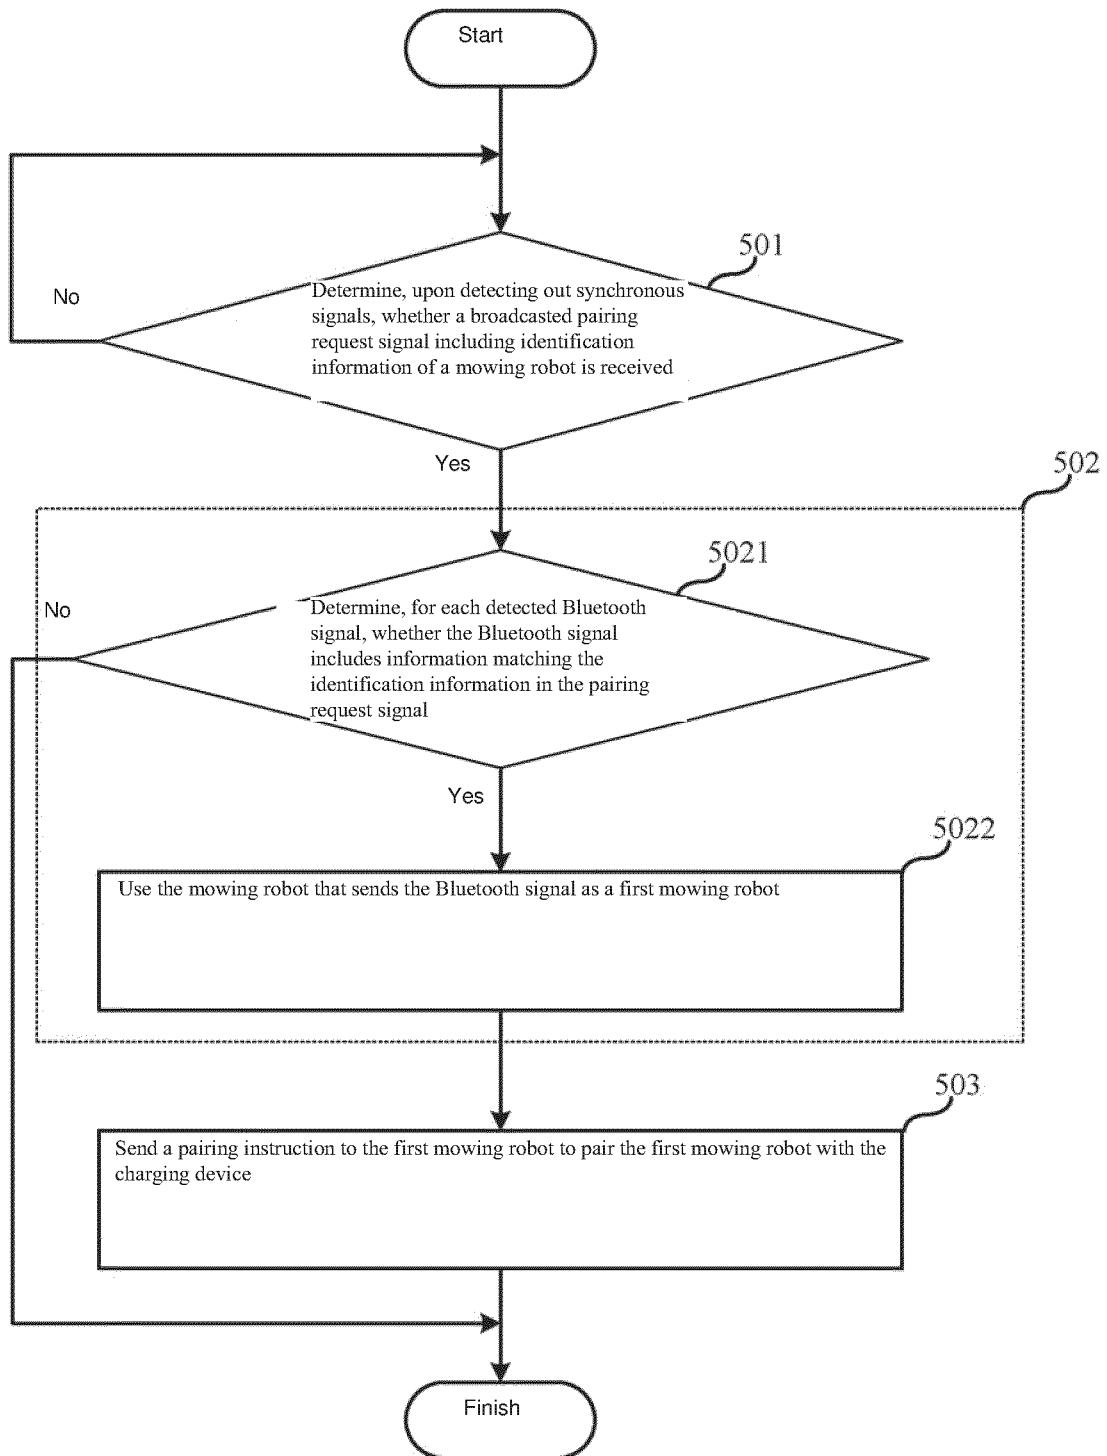 Start
501
No
Determine, upon detecting out synchronous
signals, whether a broadcasted pairing
request signal including identification
information of a mowing robot is received
Yes
502
5021
No
Determine, for each detected Bluetooth
signal, whether the Bluetooth signal
includes information matching the
identification information in the pairing
request signal
Yes
5022
Use the mowing robot that sends the Bluetooth signal as a first mowing robot
503
Send a pairing instruction to the first mowing robot to pair the first mowing robot with the
charging device
Finish